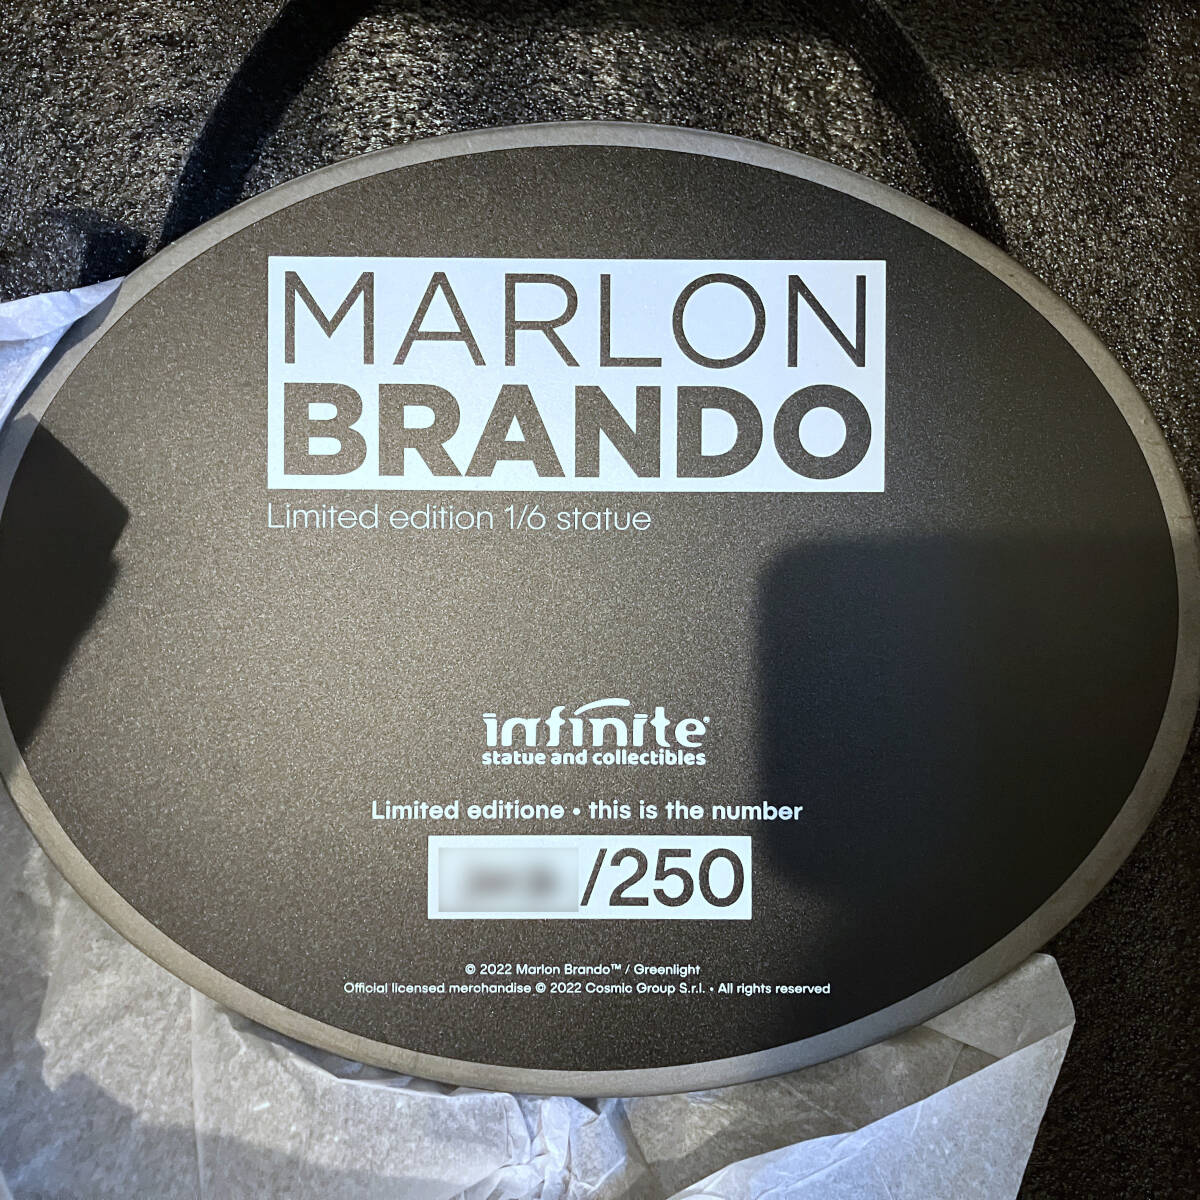 MARLON
BRANDO
Limited edition 1/6 statue
infinite®
statue and collectibles
Limited editione • this is the number
/250
© 2022 Marlon Brando™ / Greenlight
Official licensed merchandise © 2022 Cosmic Group S.r.l. • All rights reserved